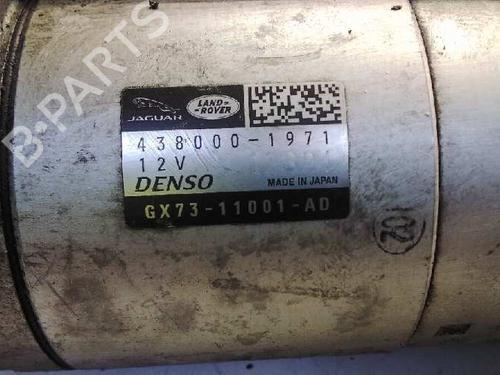 B-PARTS
JAGUAR
LAND-
ROVER
438000-1971
12V
DENSO
MADE IN JAPAN
GX73-11001-AD